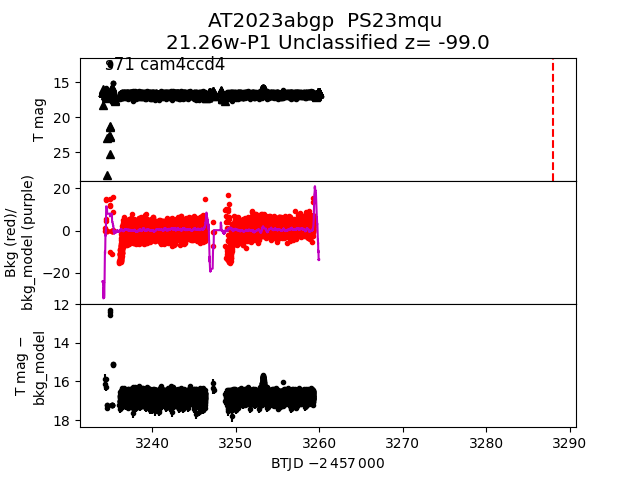 AT2023abgp  PS23mqu
21.26w-P1 Unclassified z= -99.0
s71 cam4ccd4
T mag
15
20
25
Bkg (red)/
bkg_model (purple)
20
0
−20
T mag −
bkg_model
12
14
16
18
3240 3250 3260 3270 3280 3290
BTJD −2 457 000